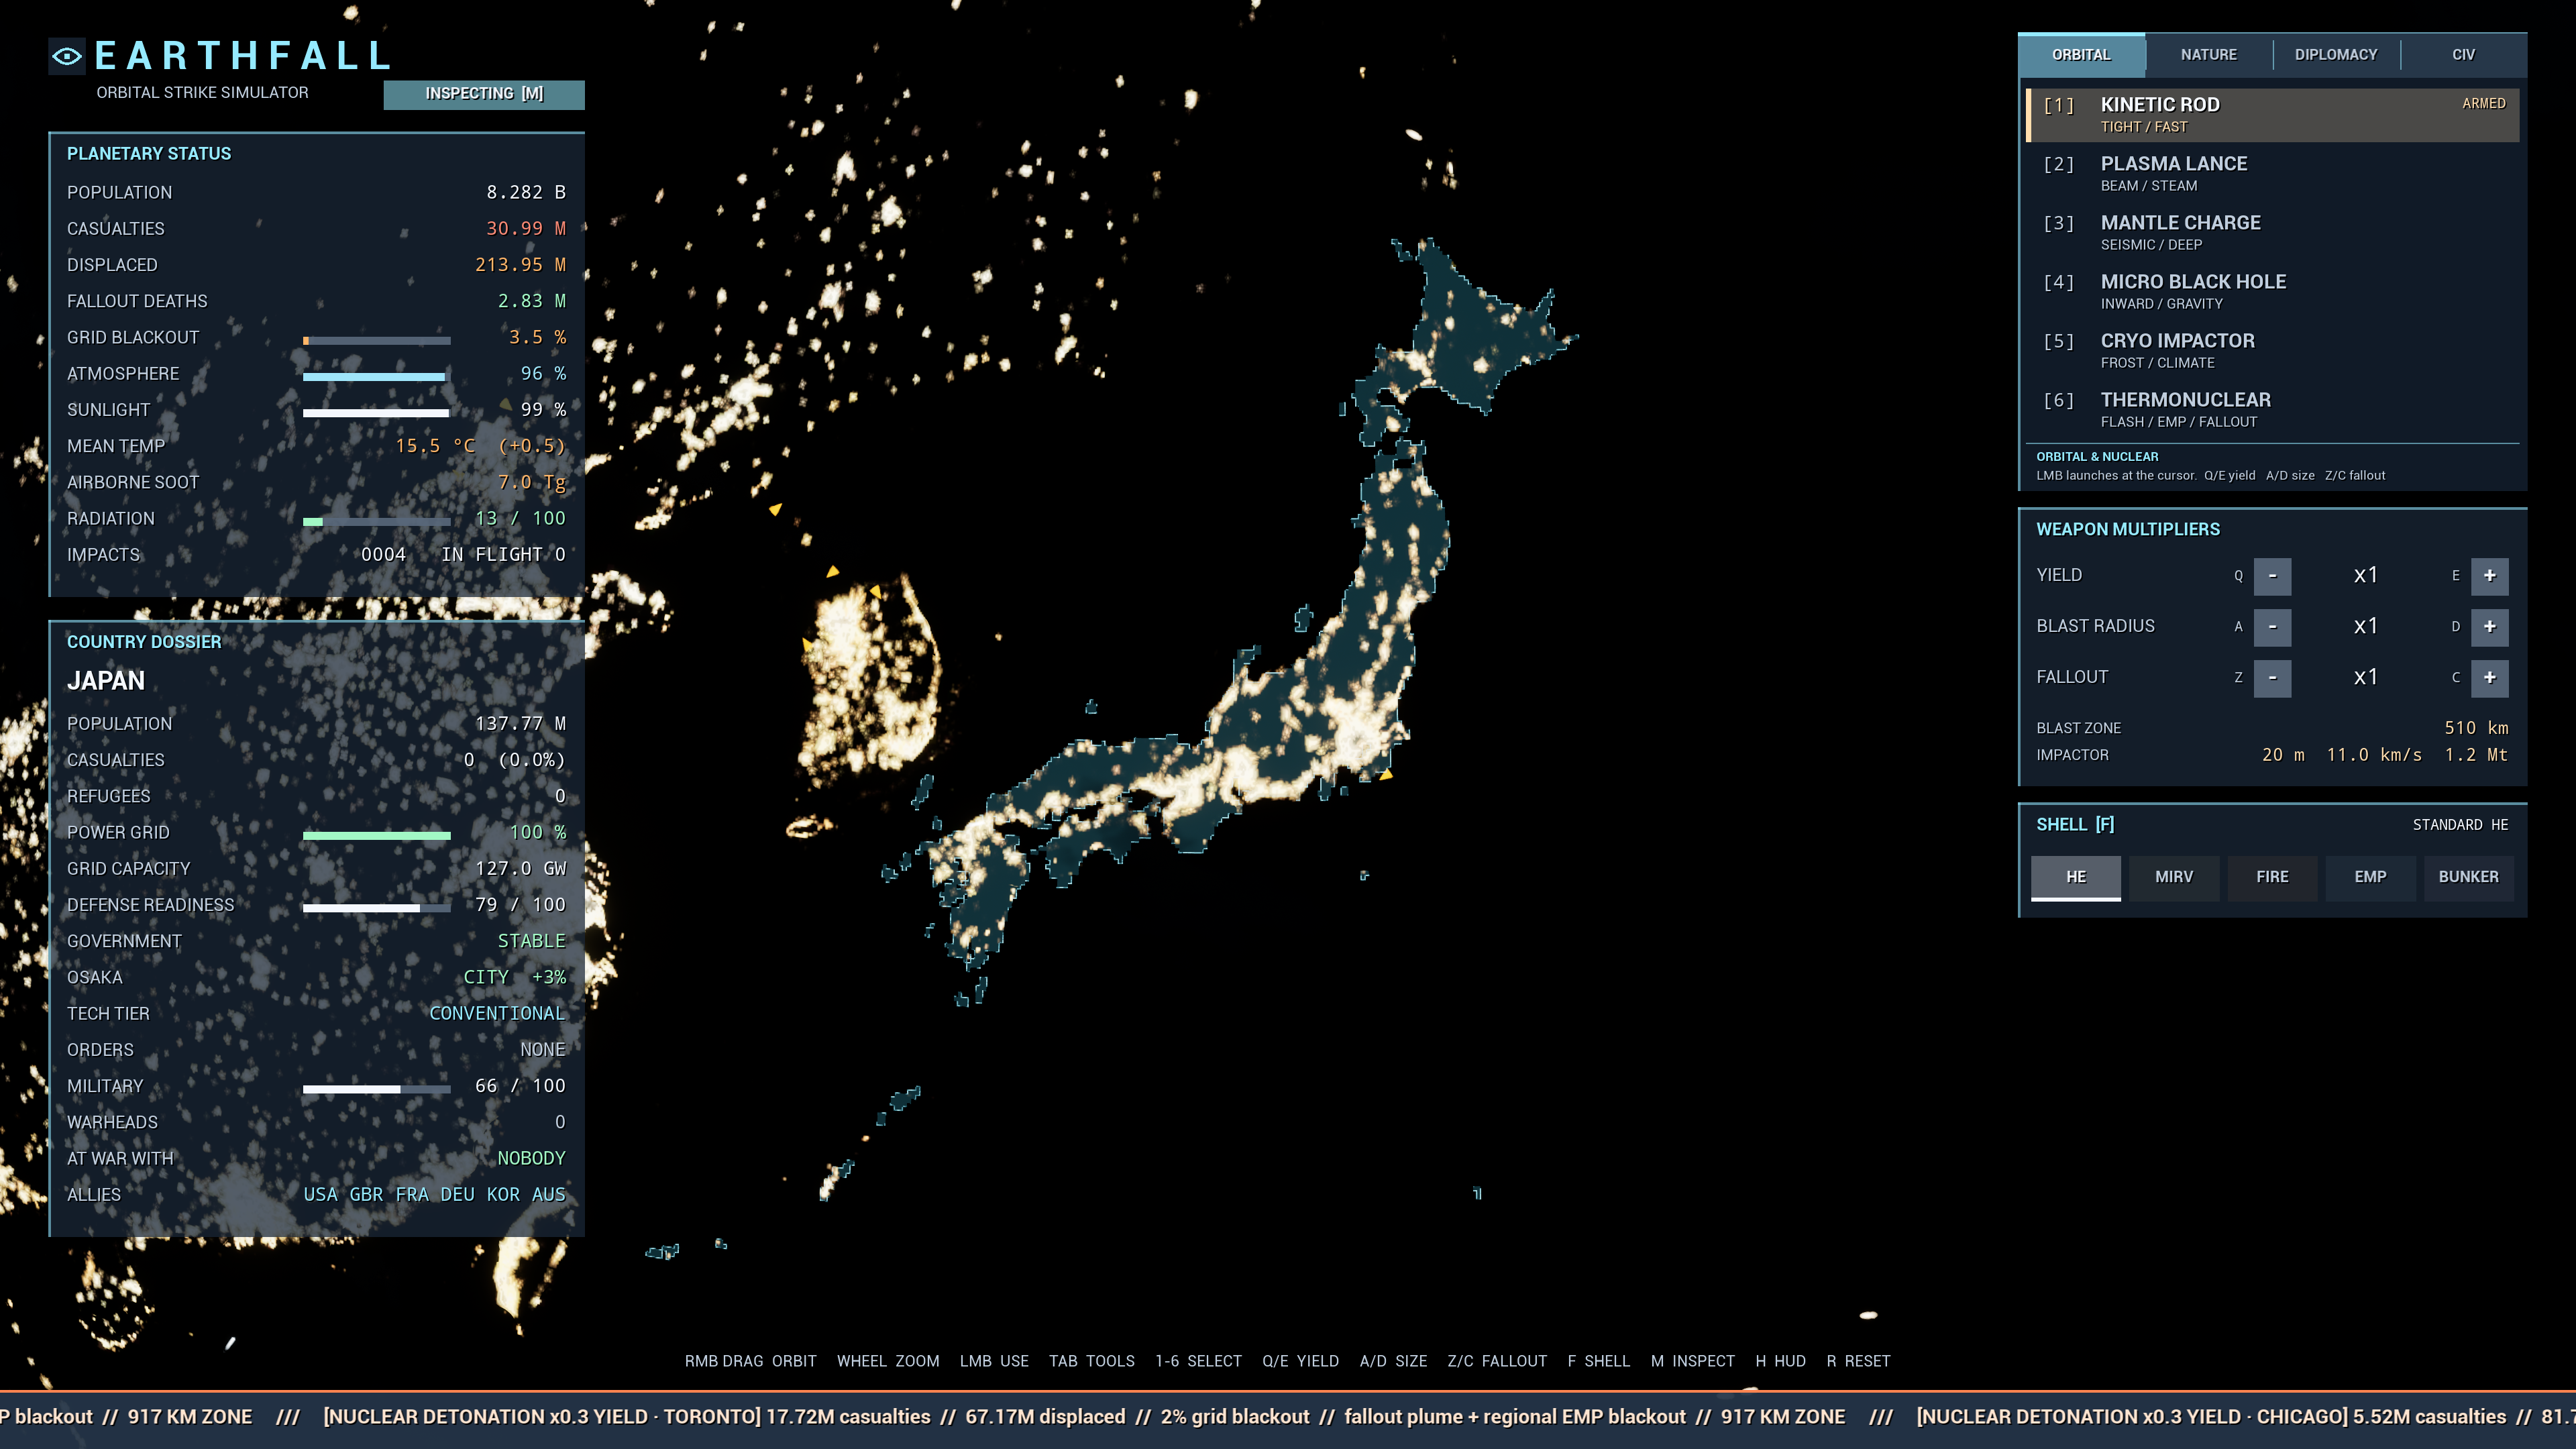 EARTHFALL
ORBITAL STRIKE SIMULATOR
INSPECTING [M]
PLANETARY STATUS
POPULATION 8.282 B
CASUALTIES 30.99 M
DISPLACED 213.95 M
FALLOUT DEATHS 2.83 M
GRID BLACKOUT 3.5 %
ATMOSPHERE 96 %
SUNLIGHT 99 %
MEAN TEMP 15.5 °C (+0.5)
AIRBORNE SOOT 7.0 Tg
RADIATION 13 / 100
IMPACTS 0004 IN FLIGHT 0
COUNTRY DOSSIER
JAPAN
POPULATION 137.77 M
CASUALTIES 0 (0.0%)
REFUGEES 0
POWER GRID 100 %
GRID CAPACITY 127.0 GW
DEFENSE READINESS 79 / 100
GOVERNMENT STABLE
OSAKA CITY +3%
TECH TIER CONVENTIONAL
ORDERS NONE
MILITARY 66 / 100
WARHEADS 0
AT WAR WITH NOBODY
ALLIES USA GBR FRA DEU KOR AUS
ORBITAL NATURE DIPLOMACY CIV
[1] KINETIC ROD ARMED
TIGHT / FAST
[2] PLASMA LANCE
BEAM / STEAM
[3] MANTLE CHARGE
SEISMIC / DEEP
[4] MICRO BLACK HOLE
INWARD / GRAVITY
[5] CRYO IMPACTOR
FROST / CLIMATE
[6] THERMONUCLEAR
FLASH / EMP / FALLOUT
ORBITAL & NUCLEAR
LMB launches at the cursor. Q/E yield A/D size Z/C fallout
WEAPON MULTIPLIERS
YIELD Q - x1 E +
BLAST RADIUS A - x1 D +
FALLOUT Z - x1 C +
BLAST ZONE 510 km
IMPACTOR 20 m 11.0 km/s 1.2 Mt
SHELL [F] STANDARD HE
HE MIRV FIRE EMP BUNKER
RMB DRAG ORBIT WHEEL ZOOM LMB USE TAB TOOLS 1-6 SELECT Q/E YIELD A/D SIZE Z/C FALLOUT F SHELL M INSPECT H HUD R RESET
P blackout // 917 KM ZONE /// [NUCLEAR DETONATION x0.3 YIELD · TORONTO] 17.72M casualties // 67.17M displaced // 2% grid blackout // fallout plume + regional EMP blackout // 917 KM ZONE /// [NUCLEAR DETONATION x0.3 YIELD · CHICAGO] 5.52M casualties // 81.7